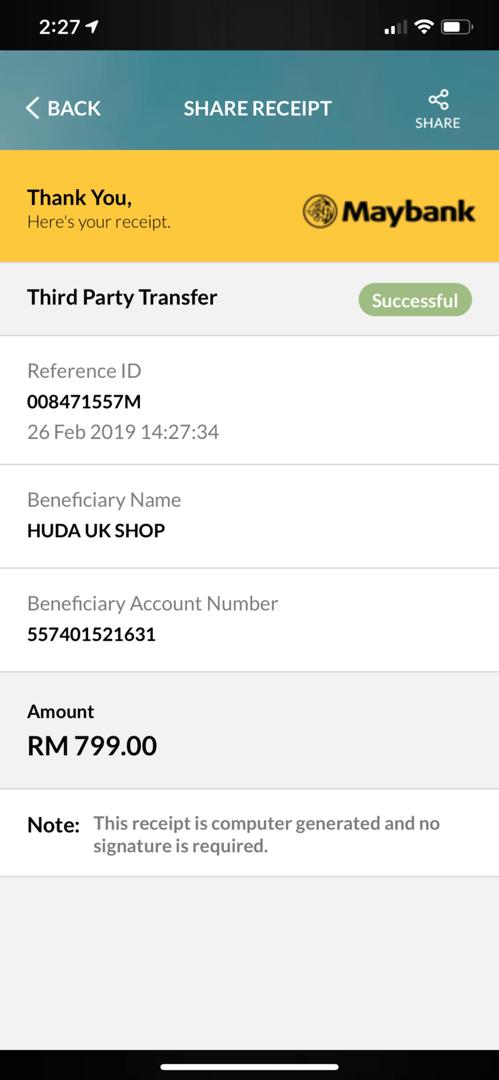 2:27
BACK
SHARE RECEIPT
SHARE
Thank You,
Here's your receipt.
Maybank
Third Party Transfer
Successful
Reference ID
008471557M
26 Feb 2019 14:27:34
Beneficiary Name
HUDA UK SHOP
Beneficiary Account Number
557401521631
Amount
RM 799.00
Note: This receipt is computer generated and no
signature is required.